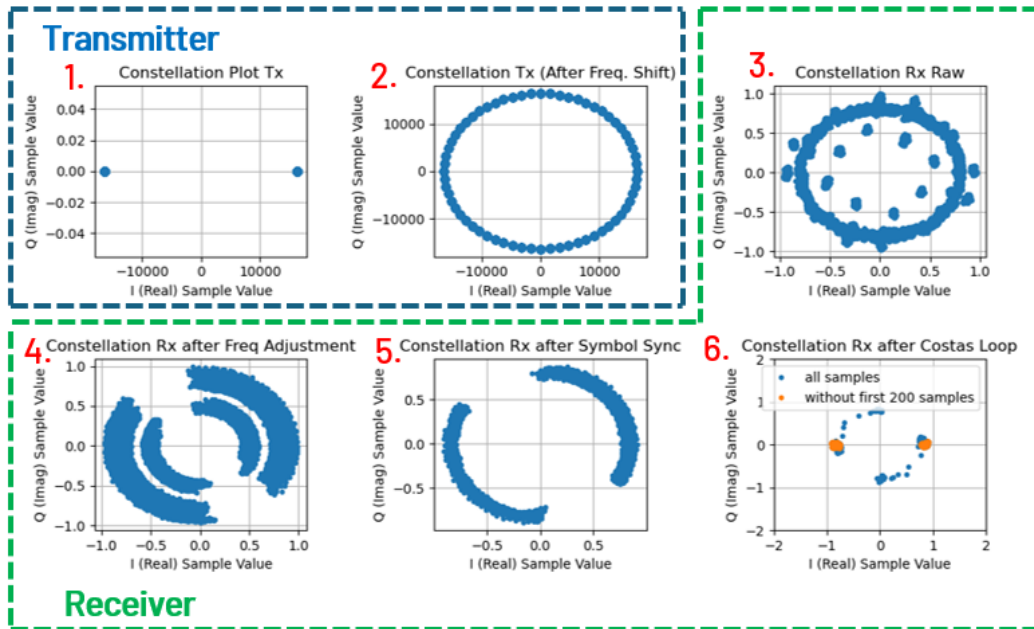 Transmitter
1.
Constellation Plot Tx
Q (Imag) Sample Value
0.04
0.02
0.00
−0.02
−0.04
−10000 0 10000
I (Real) Sample Value
2.
Constellation Tx (After Freq. Shift)
Q (Imag) Sample Value
10000
0
−10000
−10000 0 10000
I (Real) Sample Value
3.
Constellation Rx Raw
Q (Imag) Sample Value
1.0
0.5
0.0
−0.5
−1.0
−1.0 −0.5 0.0 0.5 1.0
I (Real) Sample Value
4.
Constellation Rx after Freq Adjustment
Q (Imag) Sample Value
1.0
0.5
0.0
−0.5
−1.0
−1.0 −0.5 0.0 0.5 1.0
I (Real) Sample Value
5.
Constellation Rx after Symbol Sync
Q (Imag) Sample Value
0.5
0.0
−0.5
−0.5 0.0 0.5
I (Real) Sample Value
6.
Constellation Rx after Costas Loop
Q (Imag) Sample Value
all samples
without first 200 samples
2
1
0
−1
−2
−2 −1 0 1 2
I (Real) Sample Value
Receiver